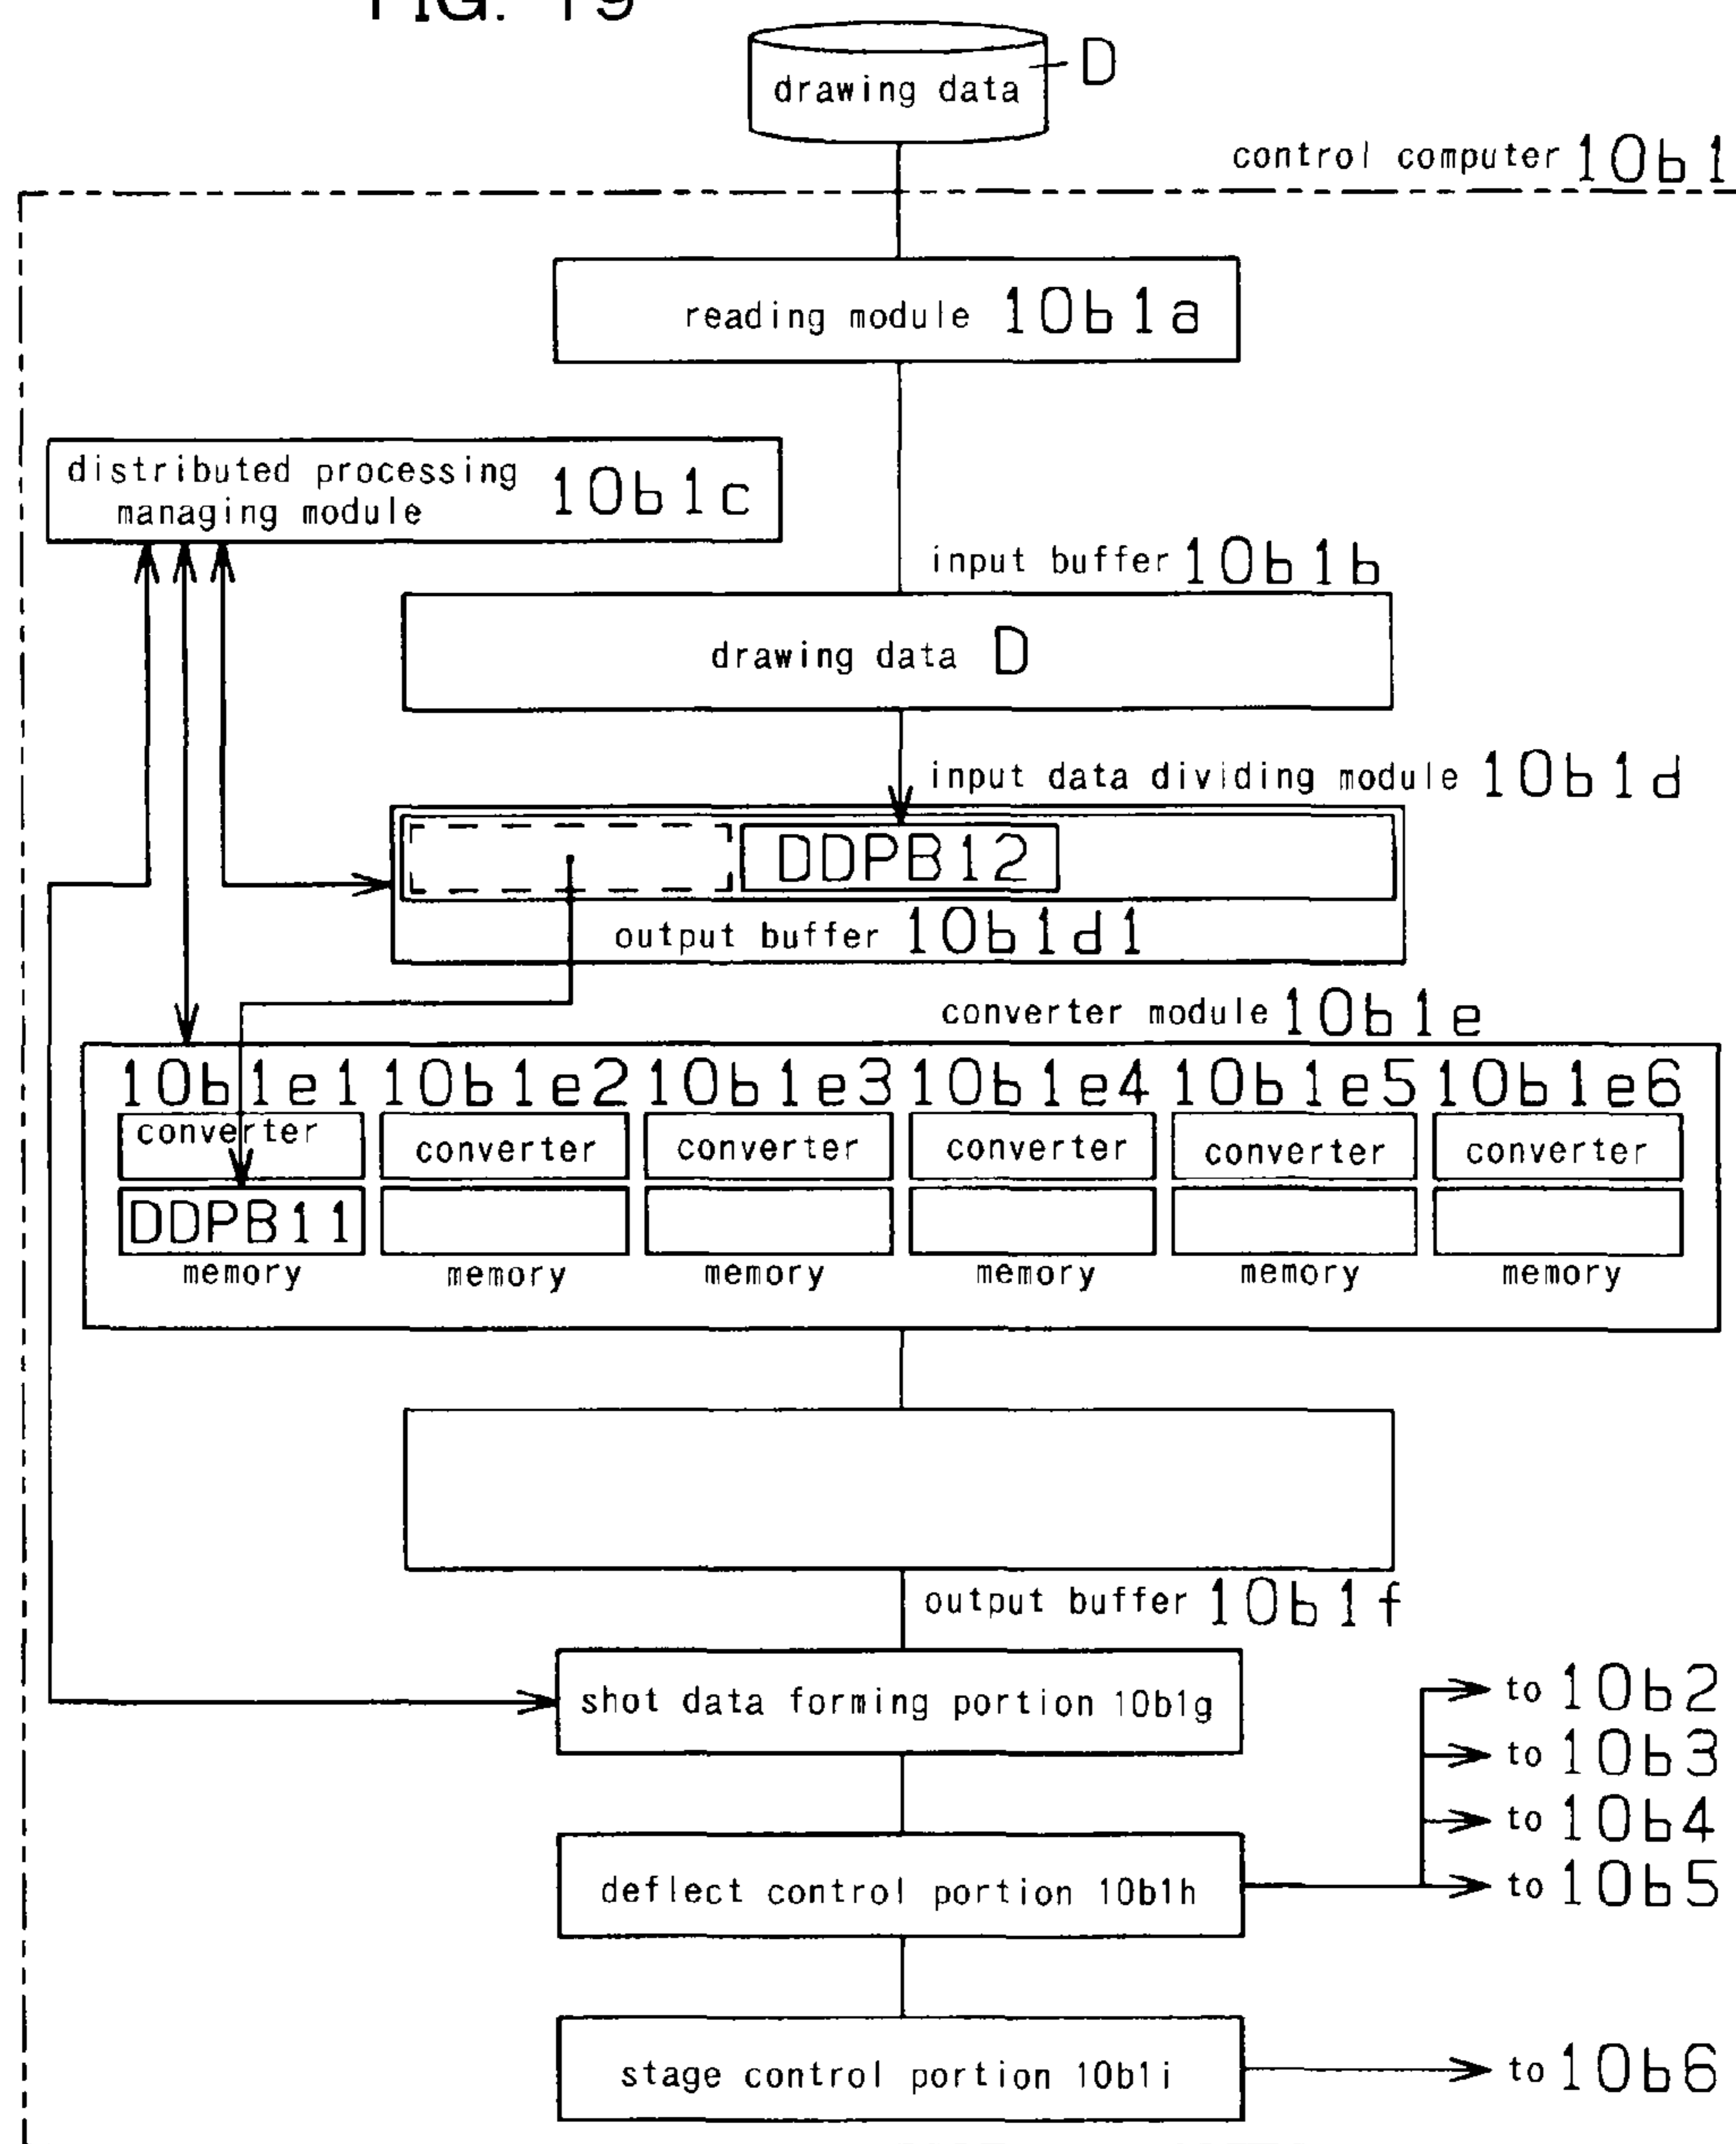 FIG. 19
drawing data
D
control computer 10b1
reading module 10b1a
distributed processing
managing module 10b1c
input buffer 10b1b
drawing data D
input data dividing module 10b1d
DDPB12
output buffer 10b1d1
converter module 10b1e
10b1e1 10b1e2 10b1e3 10b1e4 10b1e5 10b1e6
converter converter converter converter converter converter
DDPB11
memory memory memory memory memory memory
output buffer 10b1f
shot data forming portion 10b1g
to 10b2
to 10b3
to 10b4
deflect control portion 10b1h
to 10b5
stage control portion 10b1i
to 10b6